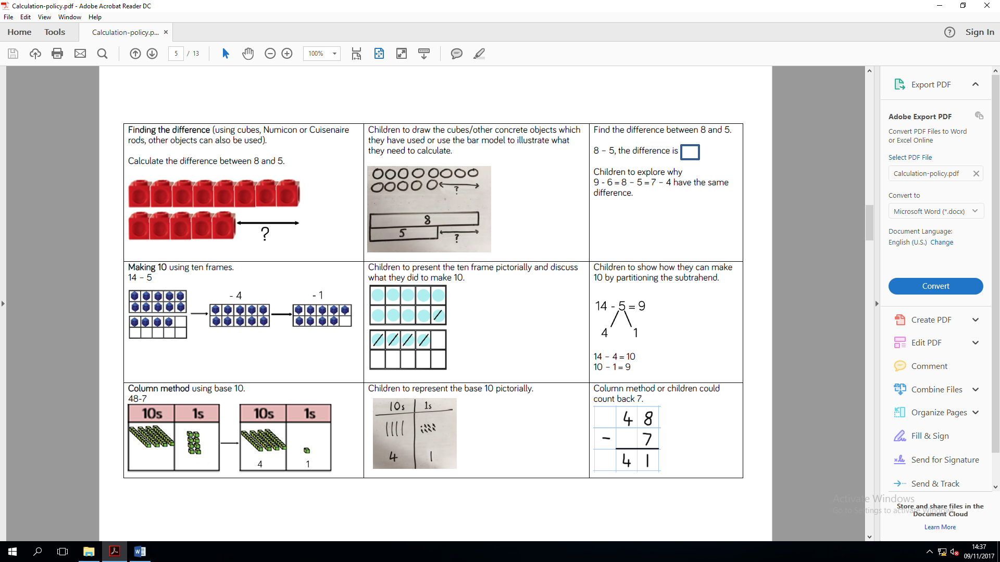 Calculation-policy.pdf - Adobe Acrobat Reader DC
File Edit View Window Help
Home Tools Calculation-policy.p... × Sign In
5 / 13 100%
Finding the difference (using cubes, Numicon or Cuisenaire
rods, other objects can also be used).
Calculate the difference between 8 and 5.
?
Children to draw the cubes/other concrete objects which
they have used or use the bar model to illustrate what
they need to calculate.
?
8
5
?
Find the difference between 8 and 5.
8 – 5, the difference is
Children to explore why
9 - 6 = 8 – 5 = 7 – 4 have the same
difference.
Making 10 using ten frames.
14 – 5
- 4 - 1
Children to present the ten frame pictorially and discuss
what they did to make 10.
Children to show how they can make
10 by partitioning the subtrahend.
14 - 5 = 9
4 1
14 – 4 = 10
10 – 1 = 9
Column method using base 10.
48-7
10s 1s 10s 1s
4 1
Children to represent the base 10 pictorially.
10s 1s
4 1
Column method or children could
count back 7.
4 8
- 7
4 1
Export PDF
Adobe Export PDF
Convert PDF Files to Word
or Excel Online
Select PDF File
Calculation-policy.pdf
Convert to
Microsoft Word (*.docx)
Document Language:
English (U.S.) Change
Convert
Create PDF
Edit PDF
Comment
Combine Files
Organize Pages
Fill & Sign
Send for Signature
Send & Track
Activate Windows
Go to Settings to activate Windows.
Store and share files in the
Document Cloud
Learn More
14:37
09/11/2017